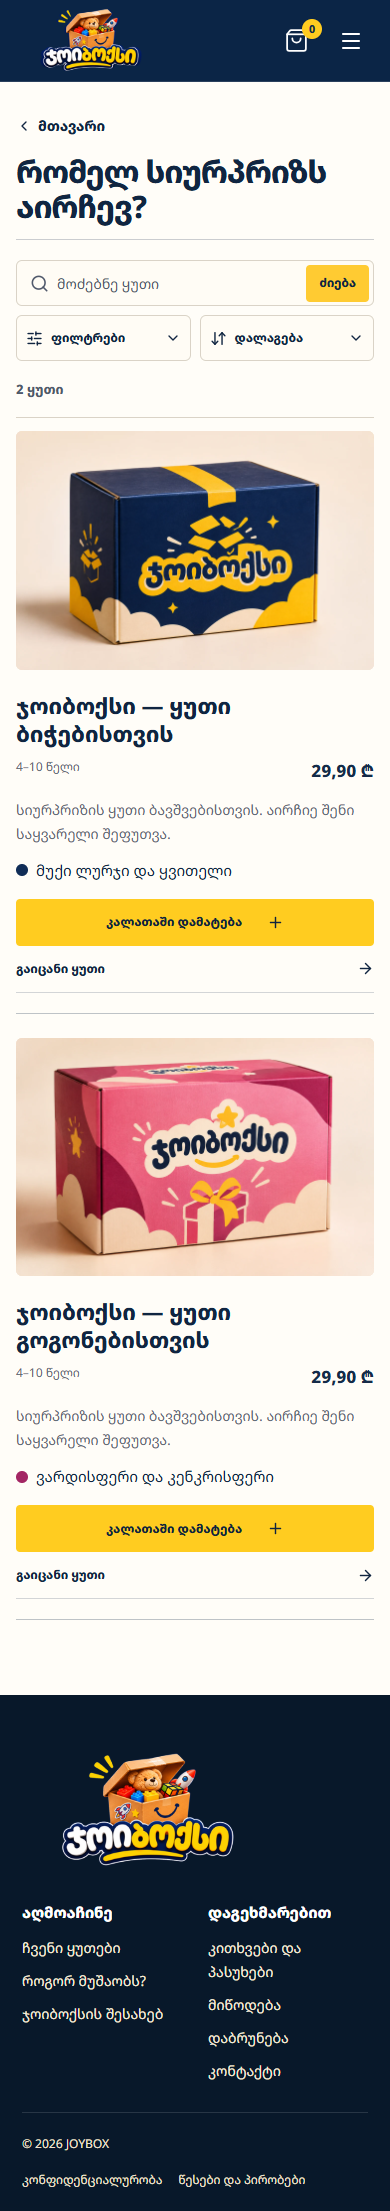 ჯოიბოქსი
0
მთავარი
რომელ სიურპრიზს
აირჩევ?
მოძებნე ყუთი
ძიება
ფილტრები
დალაგება
2 ყუთი
ჯოიბოქსი
ჯოიბოქსი — ყუთი
ბიჭებისთვის
4–10 წელი
29,90 ₾
სიურპრიზის ყუთი ბავშვებისთვის. აირჩიე შენი
საყვარელი შეფუთვა.
მუქი ლურჯი და ყვითელი
კალათაში დამატება
გაიცანი ყუთი
ჯოიბოქსი
ჯოიბოქსი
ჯოიბოქსი — ყუთი
გოგონებისთვის
4–10 წელი
29,90 ₾
სიურპრიზის ყუთი ბავშვებისთვის. აირჩიე შენი
საყვარელი შეფუთვა.
ვარდისფერი და კენკრისფერი
კალათაში დამატება
გაიცანი ყუთი
ჯოიბოქსი
აღმოაჩინე
ჩვენი ყუთები
როგორ მუშაობს?
ჯოიბოქსის შესახებ
დაგეხმარებით
კითხვები და
პასუხები
მიწოდება
დაბრუნება
კონტაქტი
© 2026 JOYBOX
კონფიდენციალურობა
წესები და პირობები